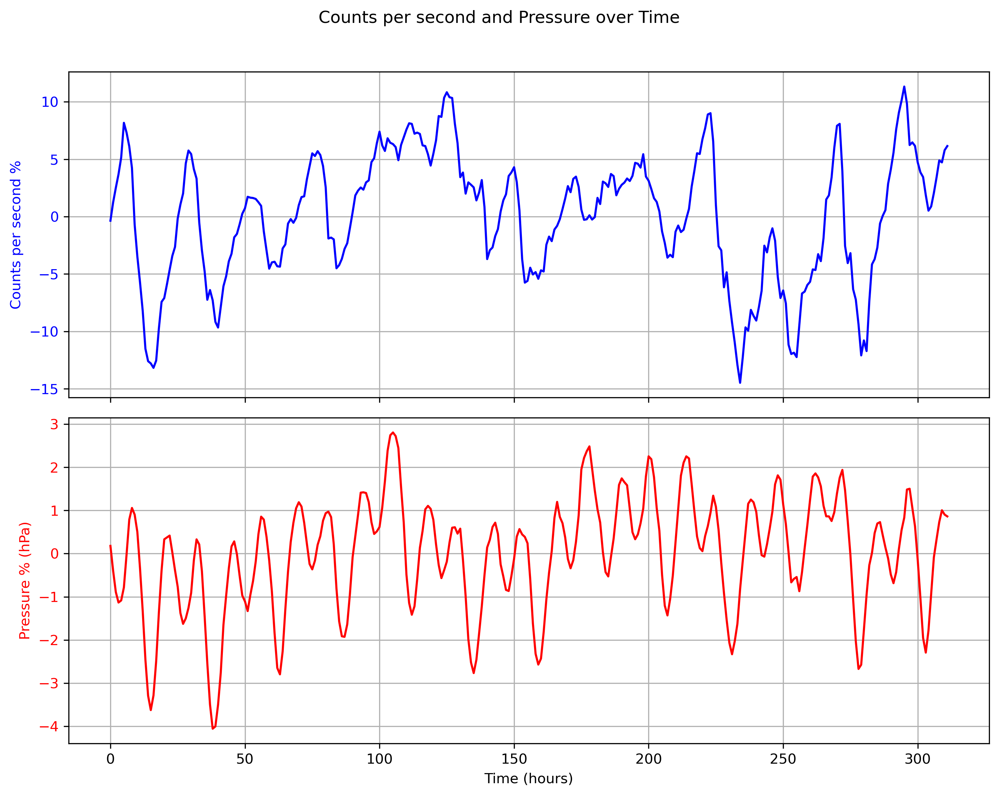 Counts per second and Pressure over Time
Counts per second %
10
5
0
−5
−10
−15
Pressure % (hPa)
3
2
1
0
−1
−2
−3
−4
0 50 100 150 200 250 300
Time (hours)